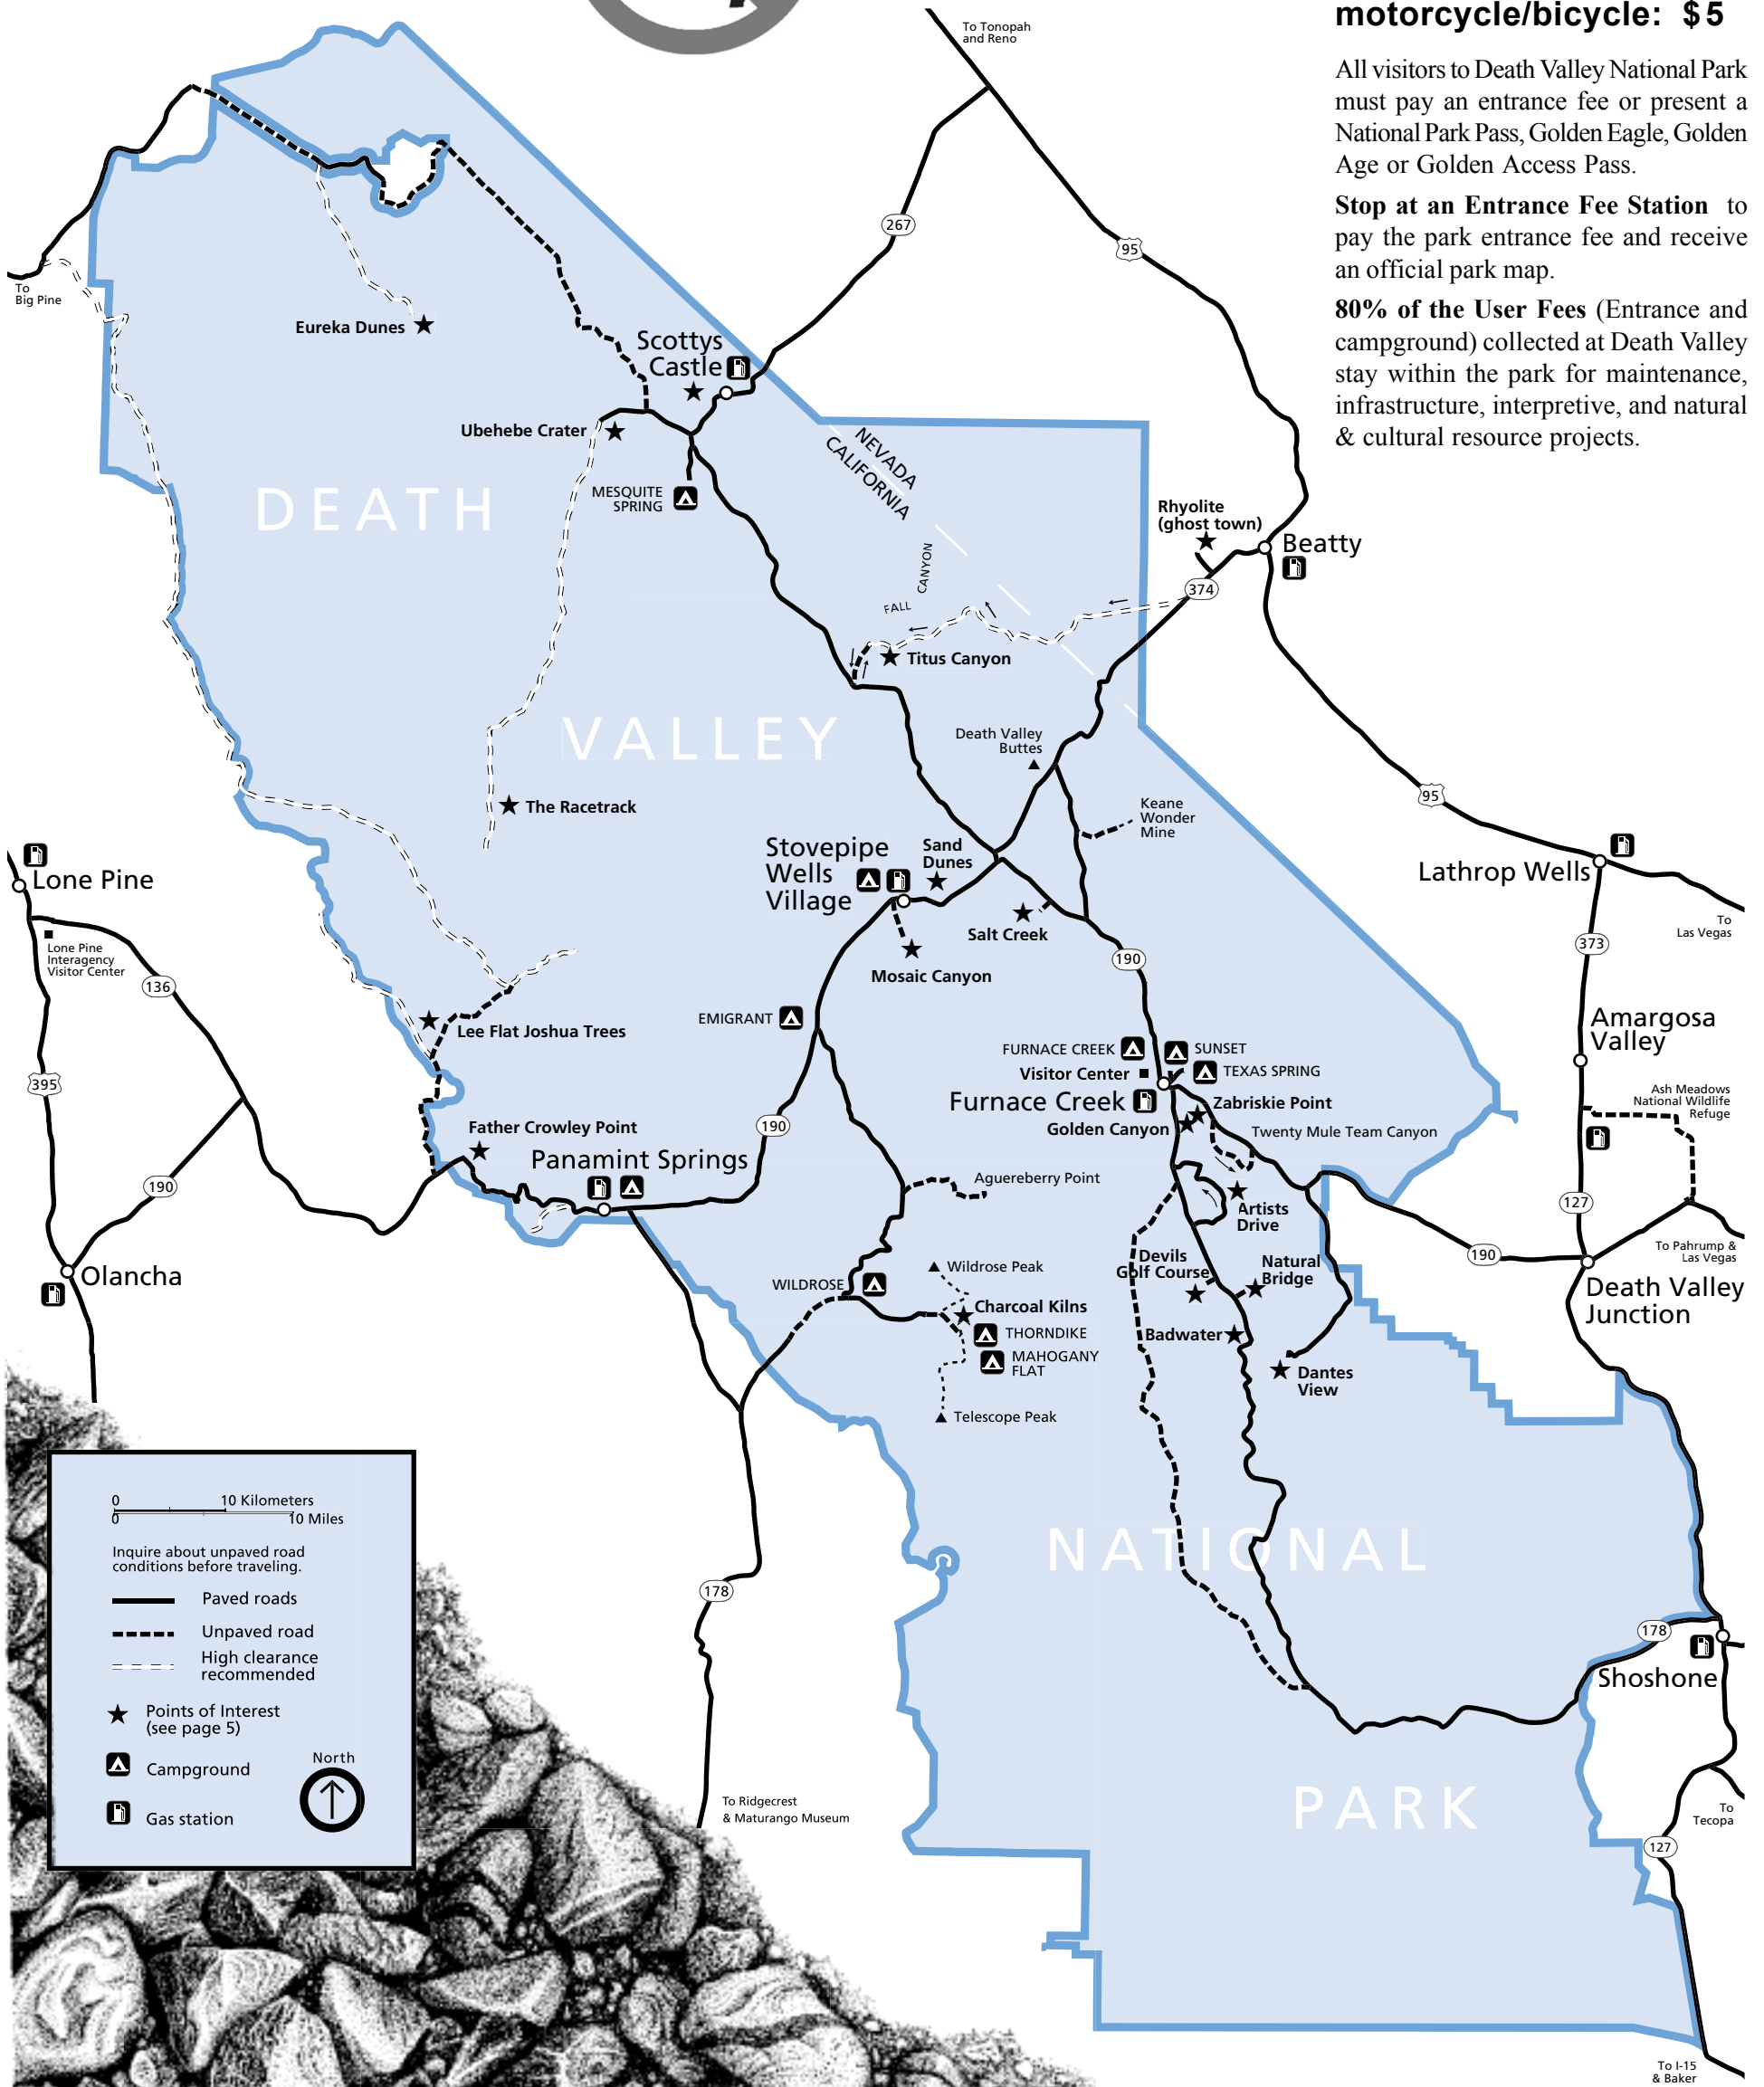 motorcycle/bicycle: $5
All visitors to Death Valley National Park
must pay an entrance fee or present a
National Park Pass, Golden Eagle, Golden
Age or Golden Access Pass.
Stop at an Entrance Fee Station to
pay the park entrance fee and receive
an official park map.
80% of the User Fees (Entrance and
campground) collected at Death Valley
stay within the park for maintenance,
infrastructure, interpretive, and natural
& cultural resource projects.
To Tonopah
and Reno
267
95
To
Big Pine
Eureka Dunes
Scottys
Castle
Ubehebe Crater
NEVADA
CALIFORNIA
DEATH
MESQUITE
SPRING
Rhyolite
(ghost town)
Beatty
CANYON
FALL
374
Titus Canyon
VALLEY
Death Valley
Buttes
The Racetrack
Keane
Wonder
Mine
95
Stovepipe
Wells
Village
Sand
Dunes
Lathrop Wells
Lone Pine
To
Las Vegas
Salt Creek
373
Lone Pine
Interagency
Visitor Center
136
Mosaic Canyon
190
EMIGRANT
Lee Flat Joshua Trees
Amargosa
Valley
FURNACE CREEK
SUNSET
Visitor Center
TEXAS SPRING
395
Furnace Creek
Zabriskie Point
Ash Meadows
National Wildlife
Refuge
190
Father Crowley Point
Golden Canyon
Twenty Mule Team Canyon
Panamint Springs
190
Aguereberry Point
127
Artists
Drive
190
To Pahrump &
Las Vegas
Olancha
WILDROSE
Wildrose Peak
Devils
Golf Course
Natural
Bridge
Death Valley
Junction
Charcoal Kilns
THORNDIKE
Badwater
MAHOGANY
FLAT
Dantes
View
Telescope Peak
0 10 Kilometers
0 10 Miles
Inquire about unpaved road
conditions before traveling.
Paved roads
Unpaved road
High clearance
recommended
Points of Interest
(see page 5)
North
Campground
Gas station
NATIONAL
178
178
Shoshone
To Ridgecrest
& Maturango Museum
PARK
To
Tecopa
127
To I-15
& Baker